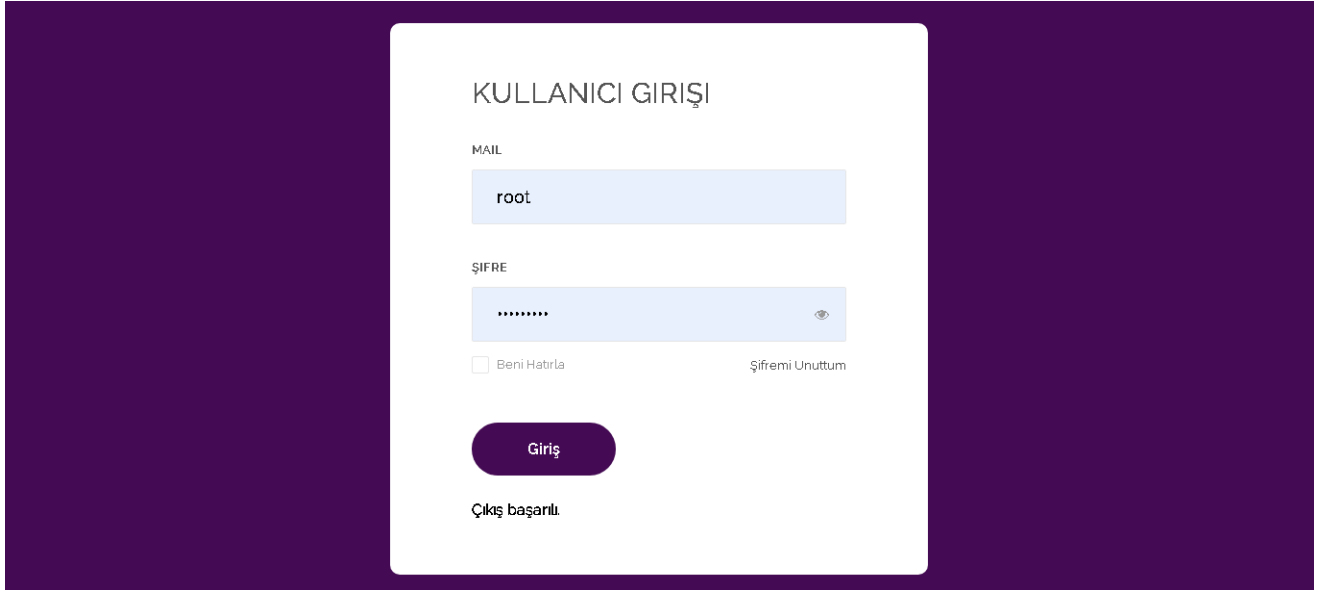 KULLANICI GIRIŞI
MAIL
root
ŞIFRE
•••••••••
Beni Hatırla
Şifremi Unuttum
Giriş
Çıkış başarılı.